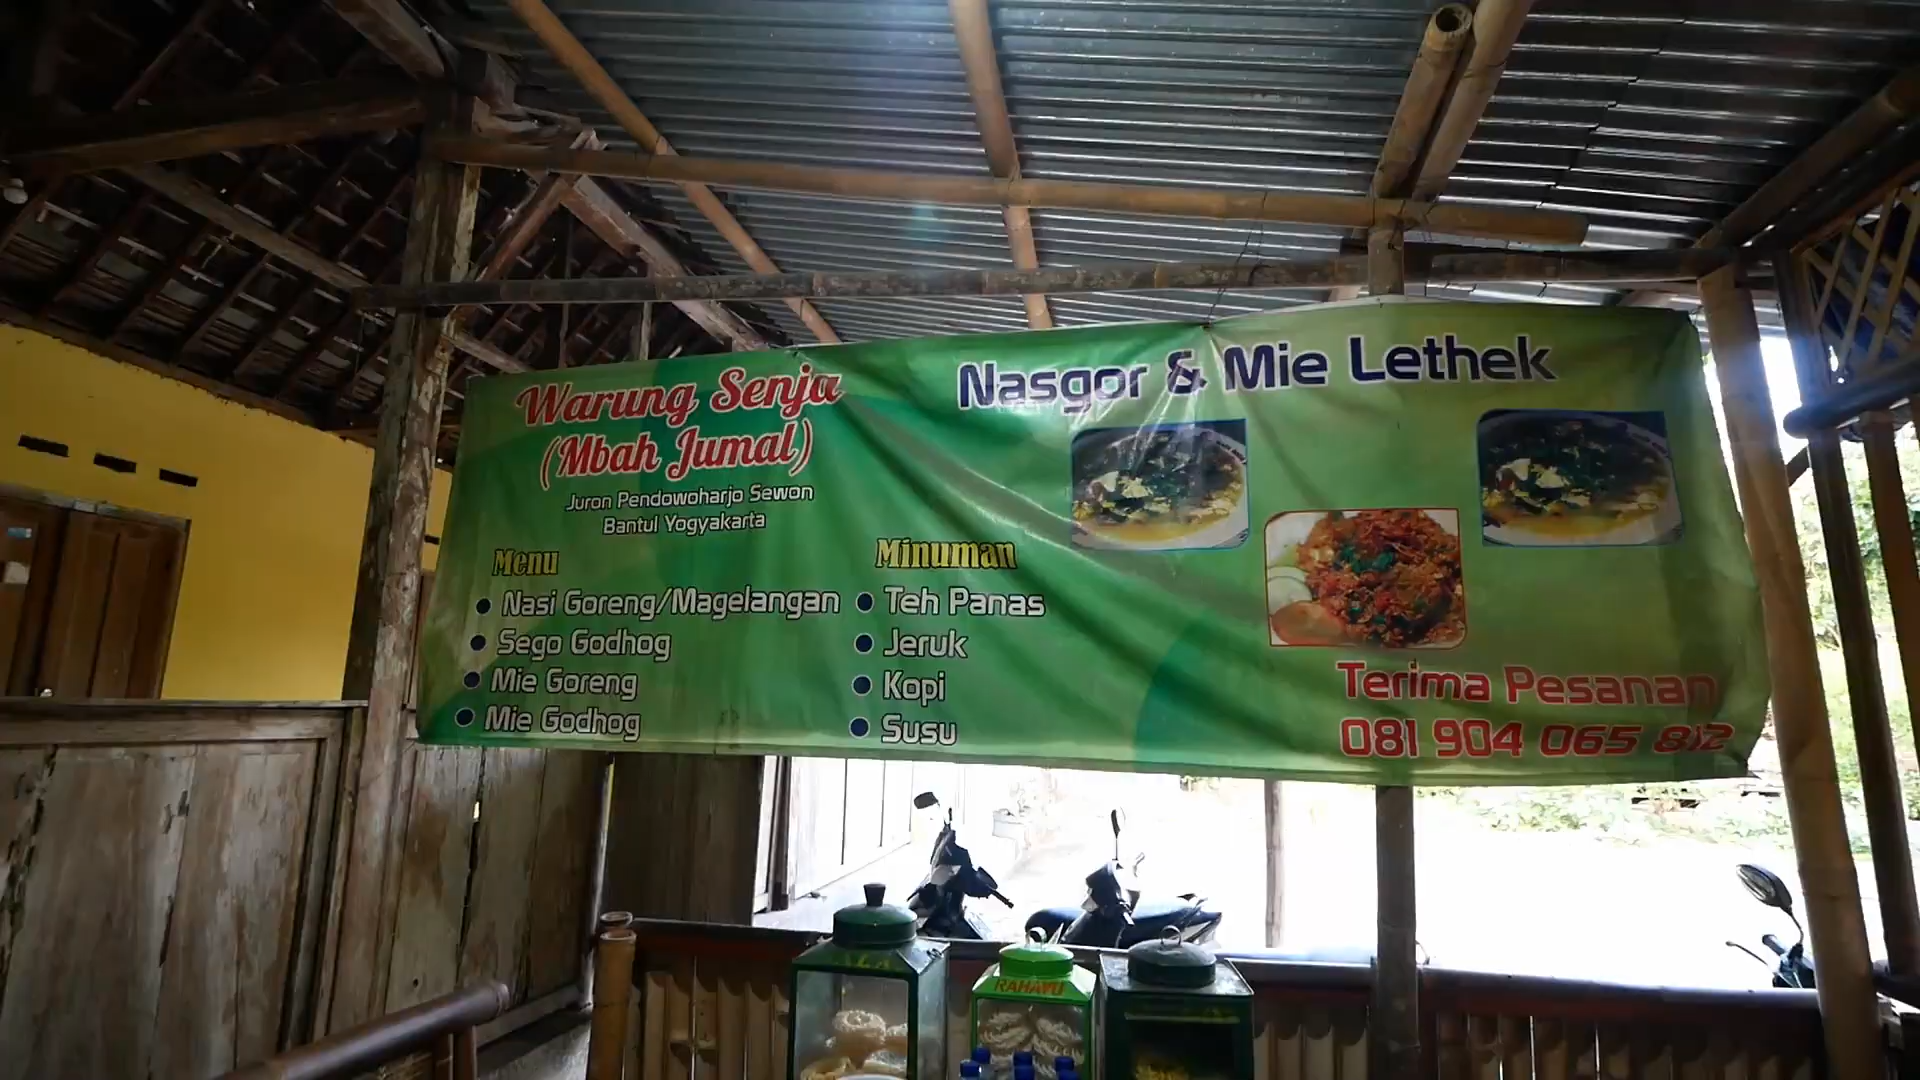 Warung Senja
(Mbah Jumal)
Juron Pendowoharjo Sewon
Bantul Yogyakarta
Menu
Nasi Goreng/Magelangan
Sego Godhog
Mie Goreng
Mie Godhog
Minuman
Teh Panas
Jeruk
Kopi
Susu
Nasgor & Mie Lethek
Terima Pesanan
081 904 065 812
RAHAYU